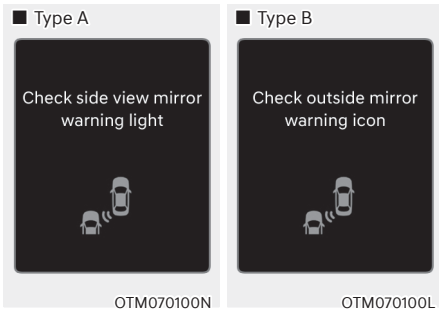 ■ Type A
Check side view mirror
warning light
OTM070100N
■ Type B
Check outside mirror
warning icon
OTM070100L